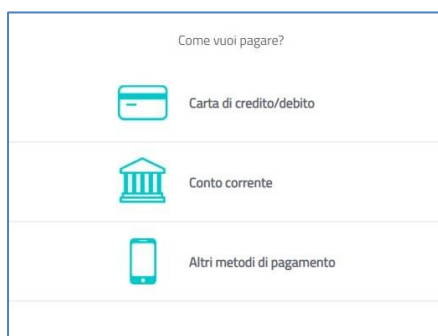 Come vuoi pagare?
Carta di credito/debito
Conto corrente
Altri metodi di pagamento